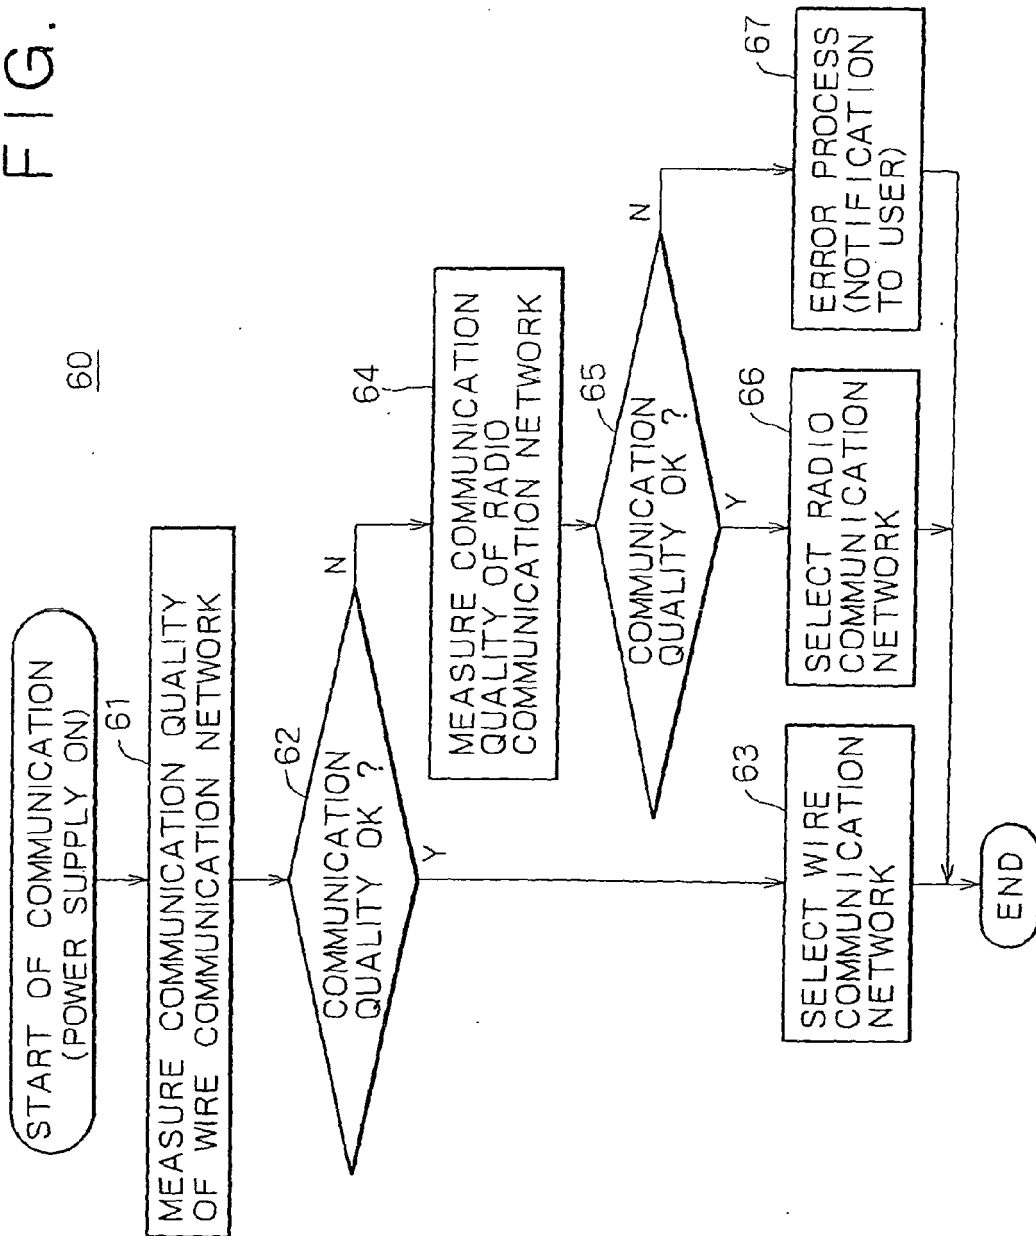 FIG.
60
START OF COMMUNICATION
(POWER SUPPLY ON)
61
MEASURE COMMUNICATION QUALITY
OF WIRE COMMUNICATION NETWORK
62
COMMUNICATION
QUALITY OK ?
N
Y
64
MEASURE COMMUNICATION
QUALITY OF RADIO
COMMUNICATION NETWORK
65
COMMUNICATION
QUALITY OK ?
N
Y
63
SELECT WIRE
COMMUNICATION
NETWORK
66
SELECT RADIO
COMMUNICATION
NETWORK
67
ERROR PROCESS
(NOTIFICATION
TO USER)
END